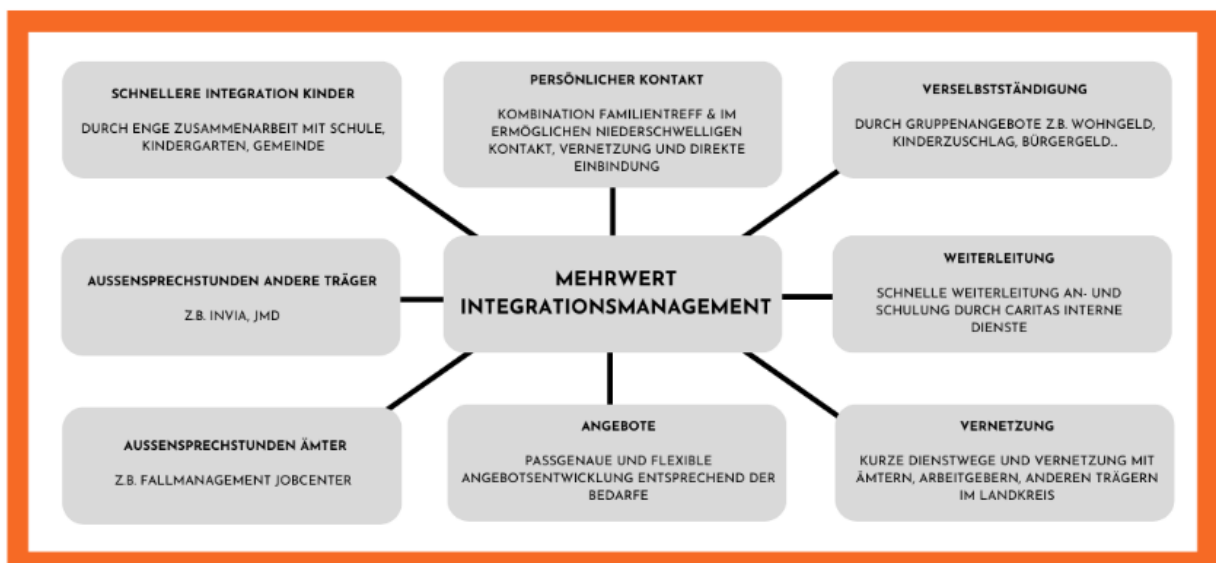 SCHNELLERE INTEGRATION KINDER
DURCH ENGE ZUSAMMENARBEIT MIT SCHULE,
KINDERGARTEN, GEMEINDE
PERSÖNLICHER KONTAKT
KOMBINATION FAMILIENTREFF & IM
ERMÖGLICHEN NIEDERSCHWELLIGEN
KONTAKT, VERNETZUNG UND DIREKTE
EINBINDUNG
VERSELBSTSTÄNDIGUNG
DURCH GRUPPENANGEBOTE Z.B. WOHNGELD,
KINDERZUSCHLAG, BÜRGERGELD..
AUSSENSPRECHSTUNDEN ANDERE TRÄGER
Z.B. INVIA, JMD
MEHRWERT
INTEGRATIONSMANAGEMENT
WEITERLEITUNG
SCHNELLE WEITERLEITUNG AN- UND
SCHULUNG DURCH CARITAS INTERNE
DIENSTE
AUSSENSPRECHSTUNDEN ÄMTER
Z.B. FALLMANAGEMENT JOBCENTER
ANGEBOTE
PASSGENAUE UND FLEXIBLE
ANGEBOTSENTWICKLUNG ENTSPRECHEND DER
BEDARFE
VERNETZUNG
KURZE DIENSTWEGE UND VERNETZUNG MIT
ÄMTERN, ARBEITGEBERN, ANDEREN TRÄGERN
IM LANDKREIS